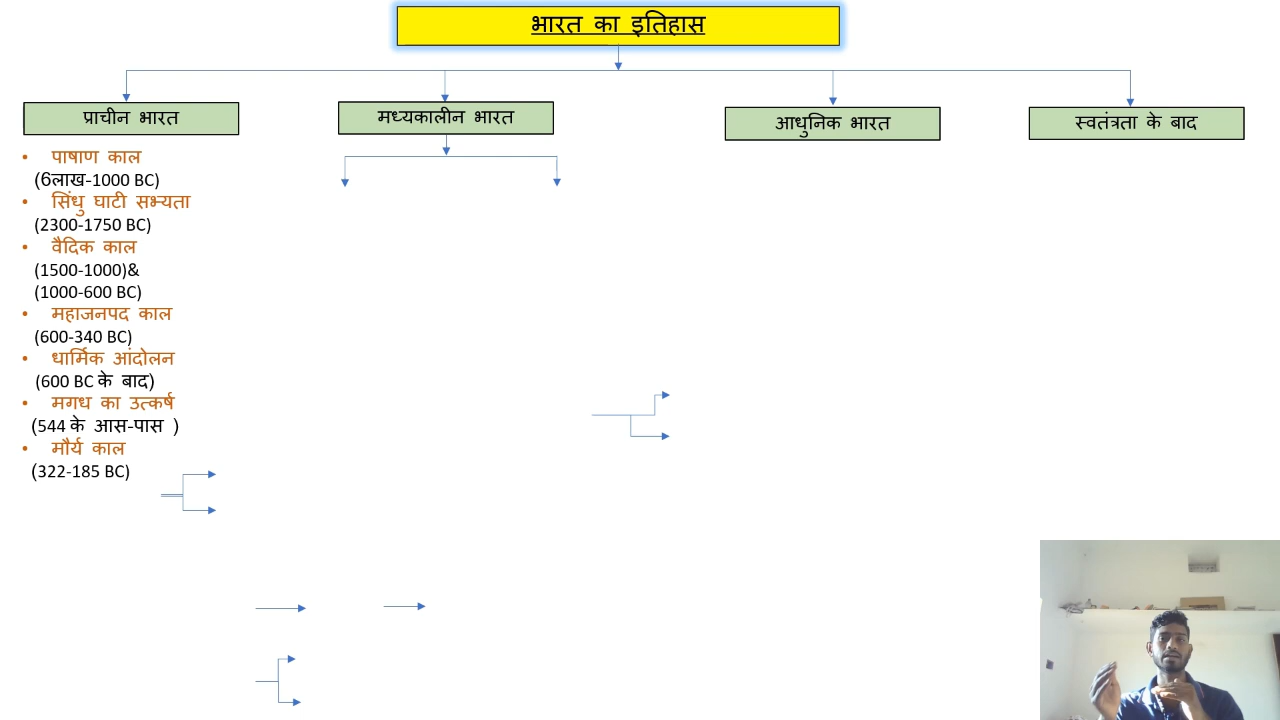 भारत का इतिहास
प्राचीन भारत
मध्यकालीन भारत
आधुनिक भारत
स्वतंत्रता के बाद
• पाषाण काल
(6लाख-1000 BC)
• सिंधु घाटी सभ्यता
(2300-1750 BC)
• वैदिक काल
(1500-1000)&
(1000-600 BC)
• महाजनपद काल
(600-340 BC)
• धार्मिक आंदोलन
(600 BC के बाद)
• मगध का उत्कर्ष
(544 के आस-पास )
• मौर्य काल
(322-185 BC)